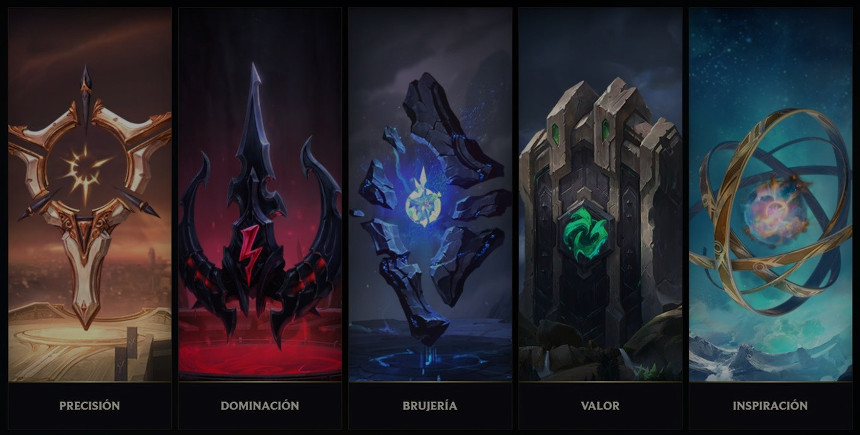 PRECISIÓN
DOMINACIÓN
BRUJERÍA
VALOR
INSPIRACIÓN